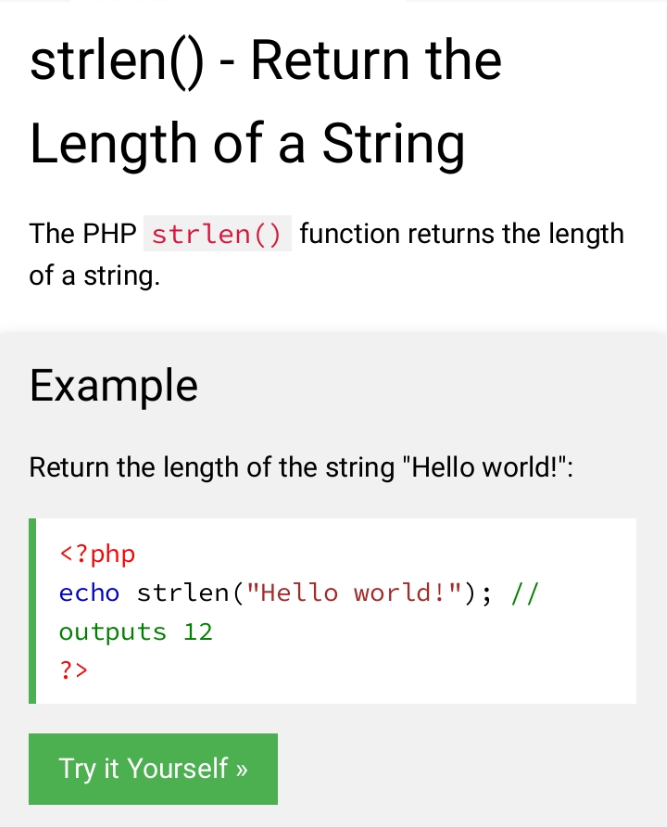 strlen() - Return the
Length of a String
The PHP strlen() function returns the length
of a string.
Example
Return the length of the string "Hello world!":
<?php
echo strlen("Hello world!"); //
outputs 12
?>
Try it Yourself »